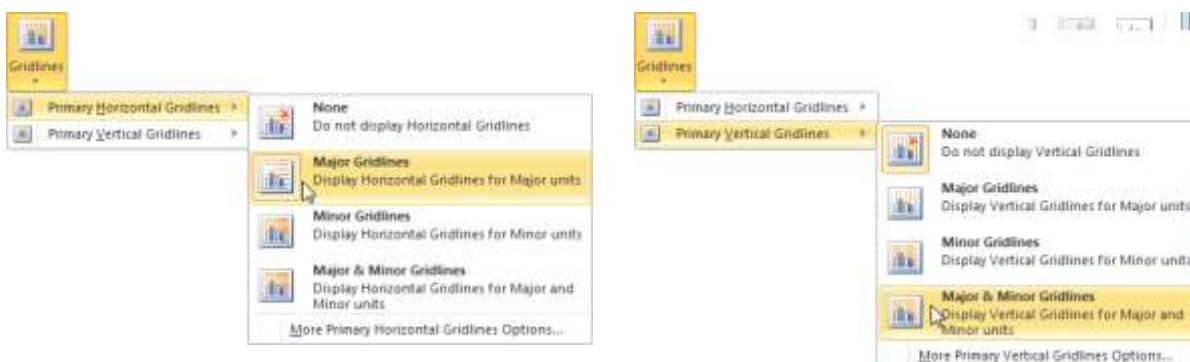 Gridlines
Primary Horizontal Gridlines
Primary Vertical Gridlines
None
Do not display Horizontal Gridlines
Major Gridlines
Display Horizontal Gridlines for Major units
Minor Gridlines
Display Horizontal Gridlines for Minor units
Major & Minor Gridlines
Display Horizontal Gridlines for Major and
Minor units
More Primary Horizontal Gridlines Options...
Gridlines
Primary Horizontal Gridlines
Primary Vertical Gridlines
None
Do not display Vertical Gridlines
Major Gridlines
Display Vertical Gridlines for Major units
Minor Gridlines
Display Vertical Gridlines for Minor units
Major & Minor Gridlines
Display Vertical Gridlines for Major and
Minor units
More Primary Vertical Gridlines Options...